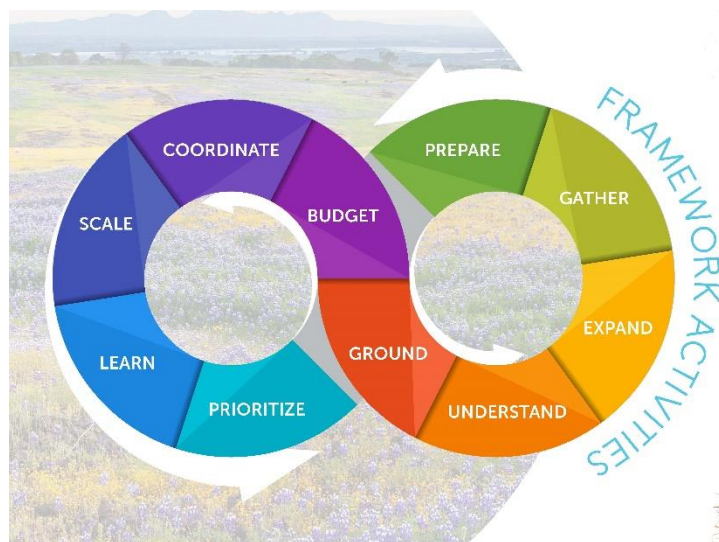 COORDINATE
PREPARE
SCALE
BUDGET
GATHER
LEARN
GROUND
EXPAND
PRIORITIZE
UNDERSTAND
FRAMEWORK ACTIVITIES